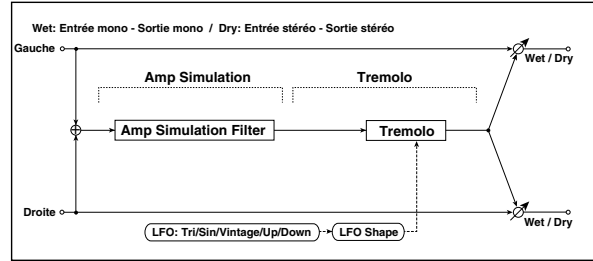 Wet: Entrée mono - Sortie mono / Dry: Entrée stéréo - Sortie stéréo
Gauche
Wet / Dry
Amp Simulation
Tremolo
Amp Simulation Filter
Tremolo
Droite
Wet / Dry
LFO: Tri/Sin/Vintage/Up/Down
LFO Shape